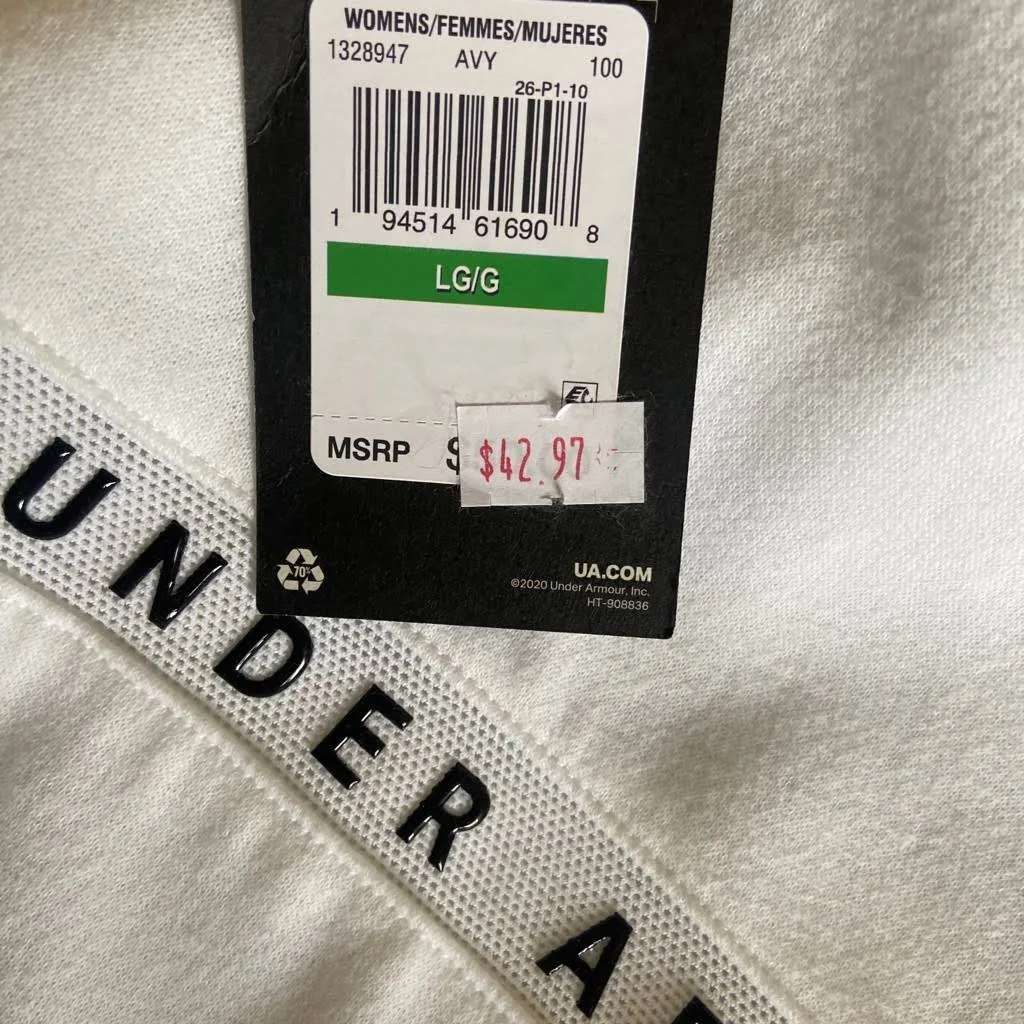 WOMENS/FEMMES/MUJERES
1328947 AVY 100
26-P1-10
1 94514 61690 8
LG/G
MSRP $
$42.97
70%
UA.COM
©2020 Under Armour, Inc.
HT-908836
UNDER A